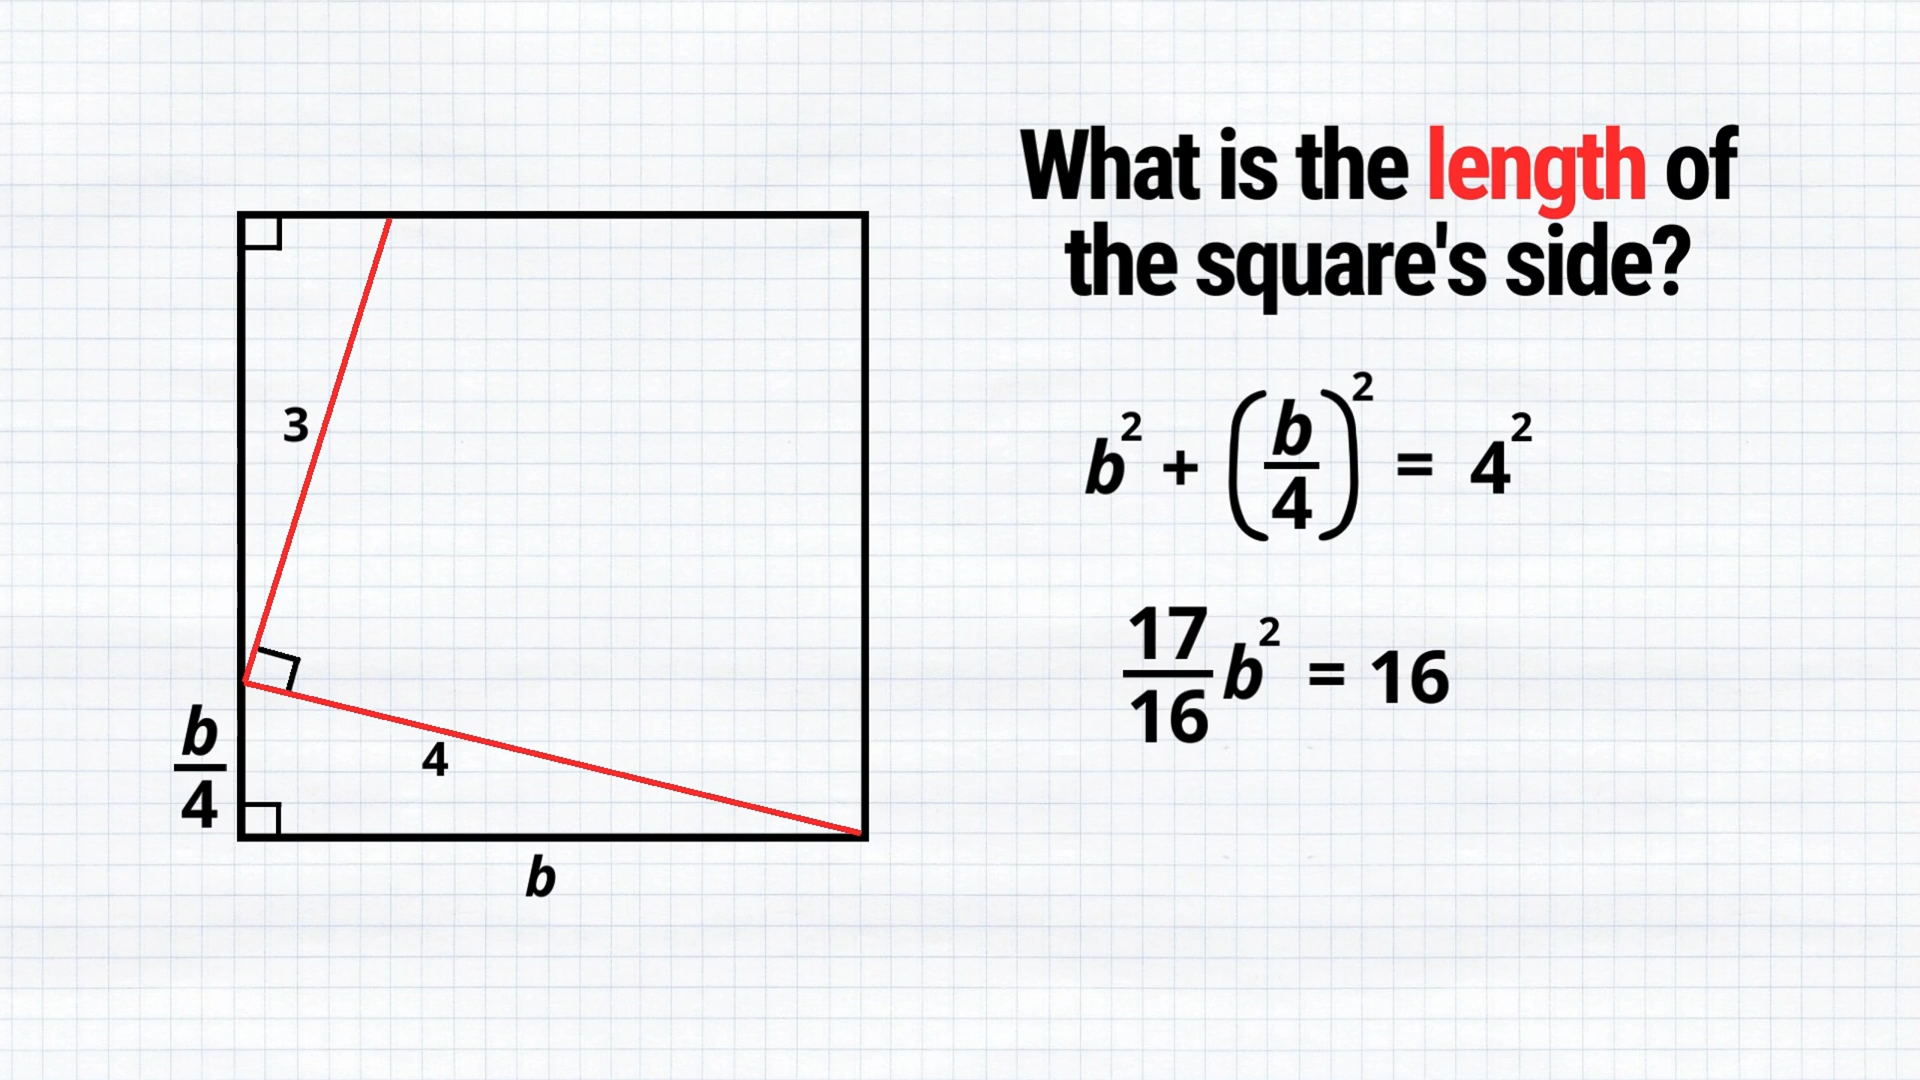 What is the length of
the square's side?
3
4
b/4
b
b² + (b/4)² = 4²
17/16 b² = 16